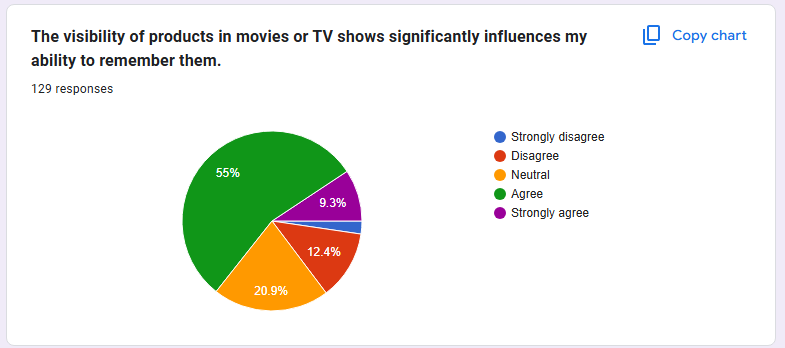 The visibility of products in movies or TV shows significantly influences my
ability to remember them.
Copy chart
129 responses
55%
9.3%
12.4%
20.9%
Strongly disagree
Disagree
Neutral
Agree
Strongly agree